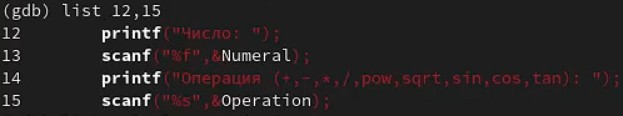 (gdb) list 12,15
12 printf("Число: ");
13 scanf("%f",&Numeral);
14 printf("Операция (+,-,*,/,pow,sqrt,sin,cos,tan): ");
15 scanf("%s",&Operation);